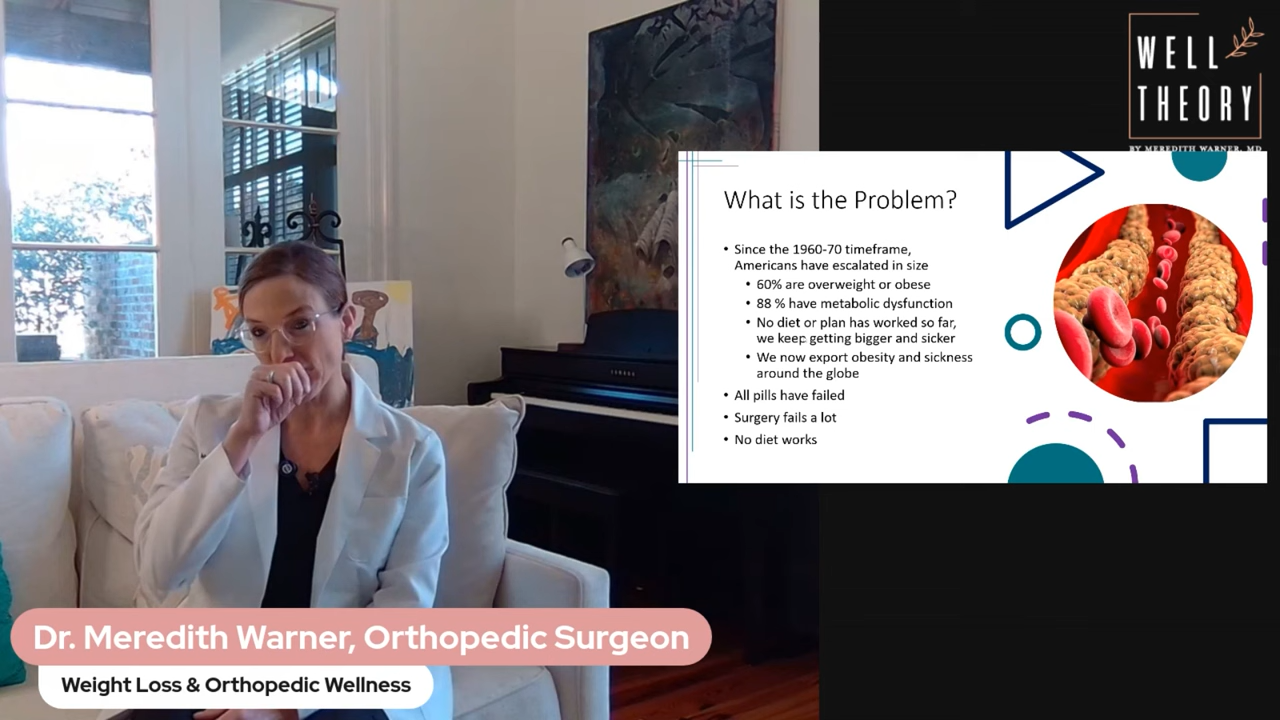 WELL
THEORY
BY MEREDITH WARNER, MD
What is the Problem?
• Since the 1960-70 timeframe,
Americans have escalated in size
• 60% are overweight or obese
• 88 % have metabolic dysfunction
• No diet or plan has worked so far,
we keep getting bigger and sicker
• We now export obesity and sickness
around the globe
• All pills have failed
• Surgery fails a lot
• No diet works
YAMAHA
Dr. Meredith Warner, Orthopedic Surgeon
Weight Loss & Orthopedic Wellness